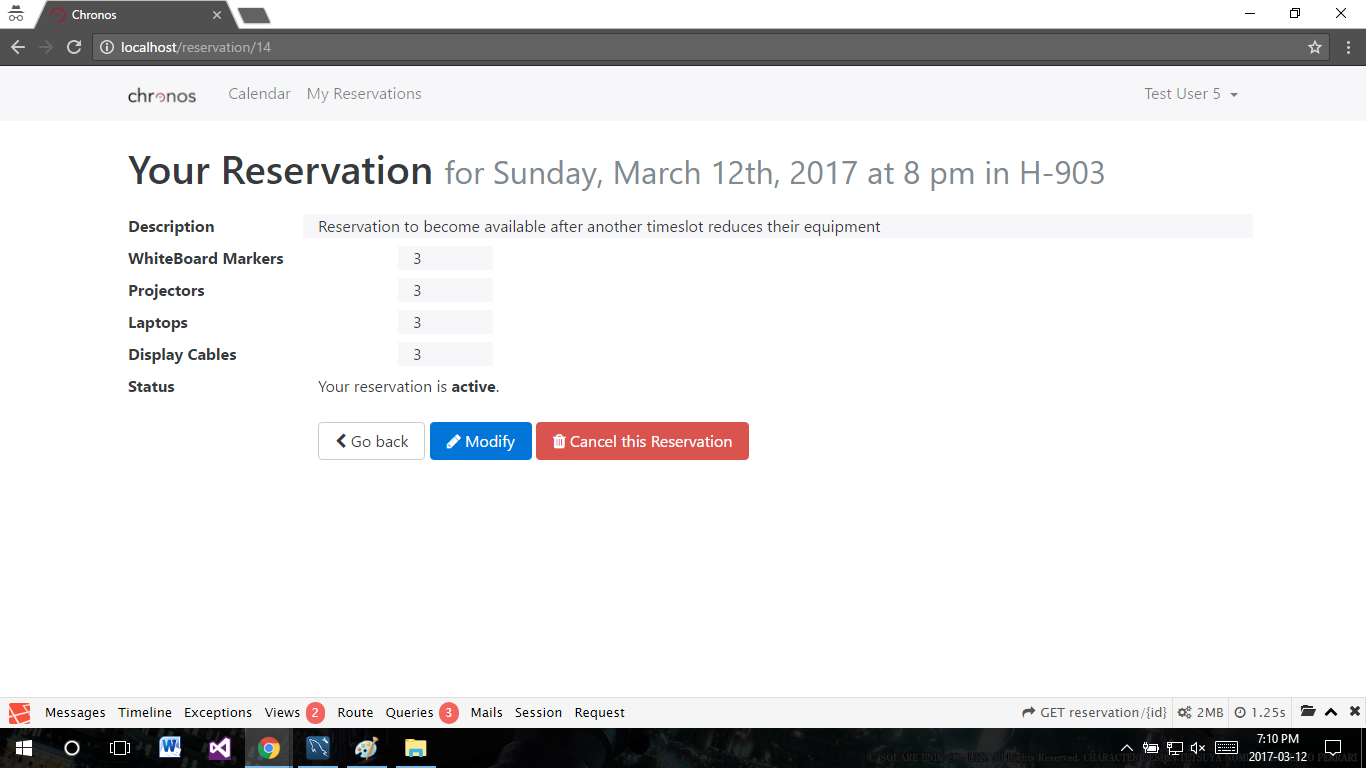 Chronos
localhost/reservation/14
chronos Calendar My Reservations Test User 5
Your Reservation for Sunday, March 12th, 2017 at 8 pm in H-903
Description Reservation to become available after another timeslot reduces their equipment
WhiteBoard Markers 3
Projectors 3
Laptops 3
Display Cables 3
Status Your reservation is active.
Go back Modify Cancel this Reservation
Messages Timeline Exceptions Views 2 Route Queries 3 Mails Session Request GET reservation/{id} 2MB 1.25s
7:10 PM
2017-03-12